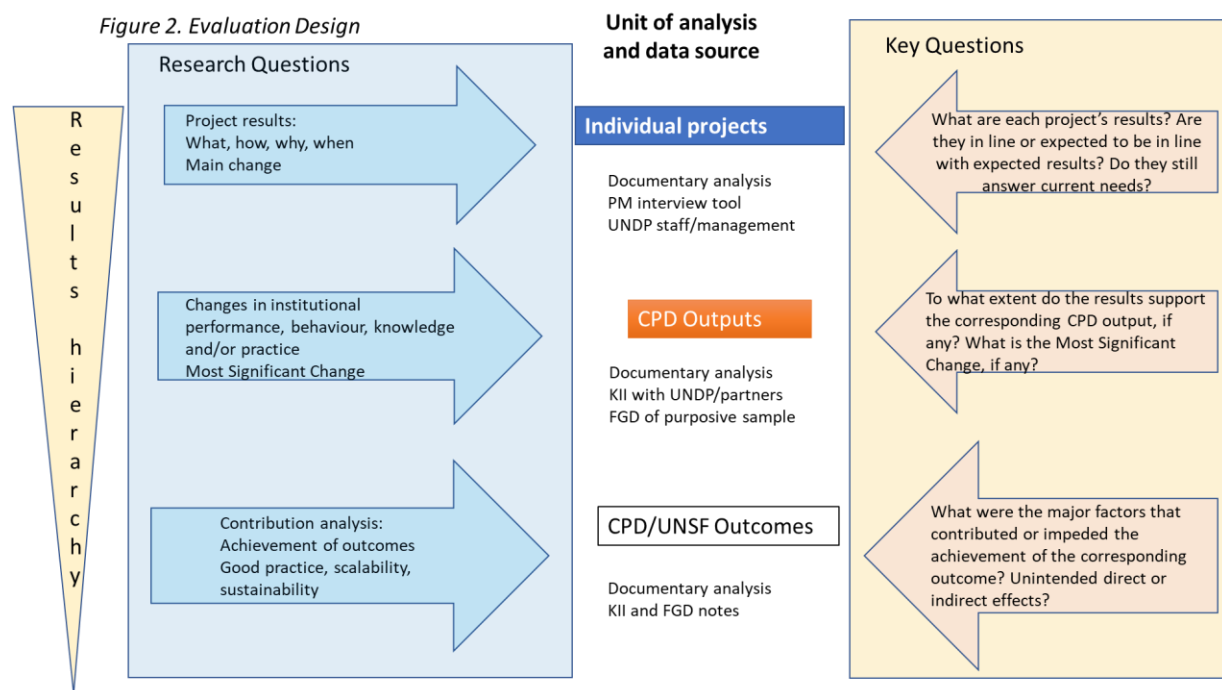 Figure 2. Evaluation Design
Unit of analysis
and data source
Research Questions
Key Questions
Results hierarchy
Project results:
What, how, why, when
Main change
Individual projects
Documentary analysis
PM interview tool
UNDP staff/management
What are each project's results? Are
they in line or expected to be in line
with expected results? Do they still
answer current needs?
Changes in institutional
performance, behaviour, knowledge
and/or practice
Most Significant Change
CPD Outputs
Documentary analysis
KII with UNDP/partners
FGD of purposive sample
To what extent do the results support
the corresponding CPD output, if
any? What is the Most Significant
Change, if any?
Contribution analysis:
Achievement of outcomes
Good practice, scalability,
sustainability
CPD/UNSF Outcomes
Documentary analysis
KII and FGD notes
What were the major factors that
contributed or impeded the
achievement of the corresponding
outcome? Unintended direct or
indirect effects?